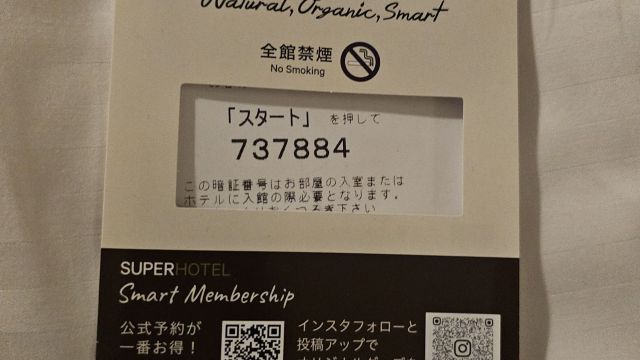 Natural, Organic, Smart
全館禁煙
No Smoking
「スタート」 を押して
737884
この暗証番号はお部屋の入室または
ホテルに入館の際必要となります。
SUPERHOTEL
Smart Membership
公式予約が
一番お得！
インスタフォローと
投稿アップで